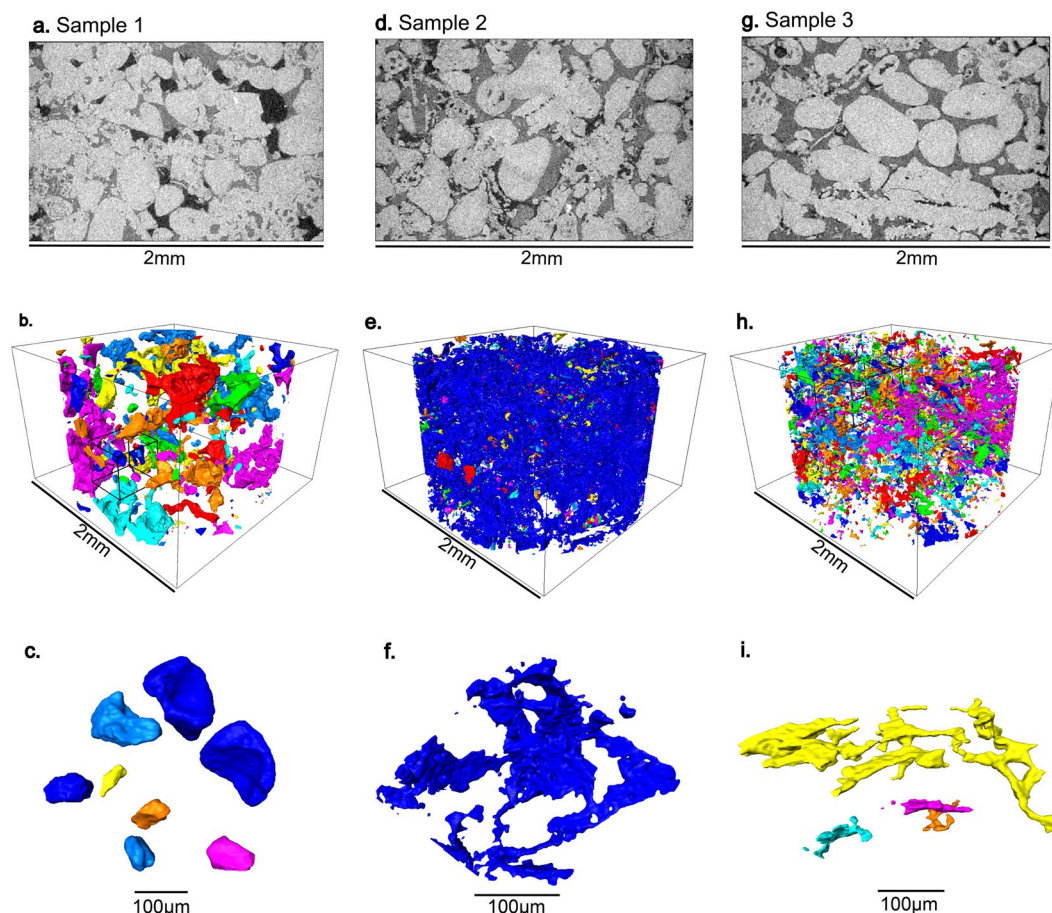 a. Sample 1
d. Sample 2
g. Sample 3
2mm
2mm
2mm
b.
e.
h.
2mm
2mm
2mm
c.
f.
i.
100µm
100µm
100µm